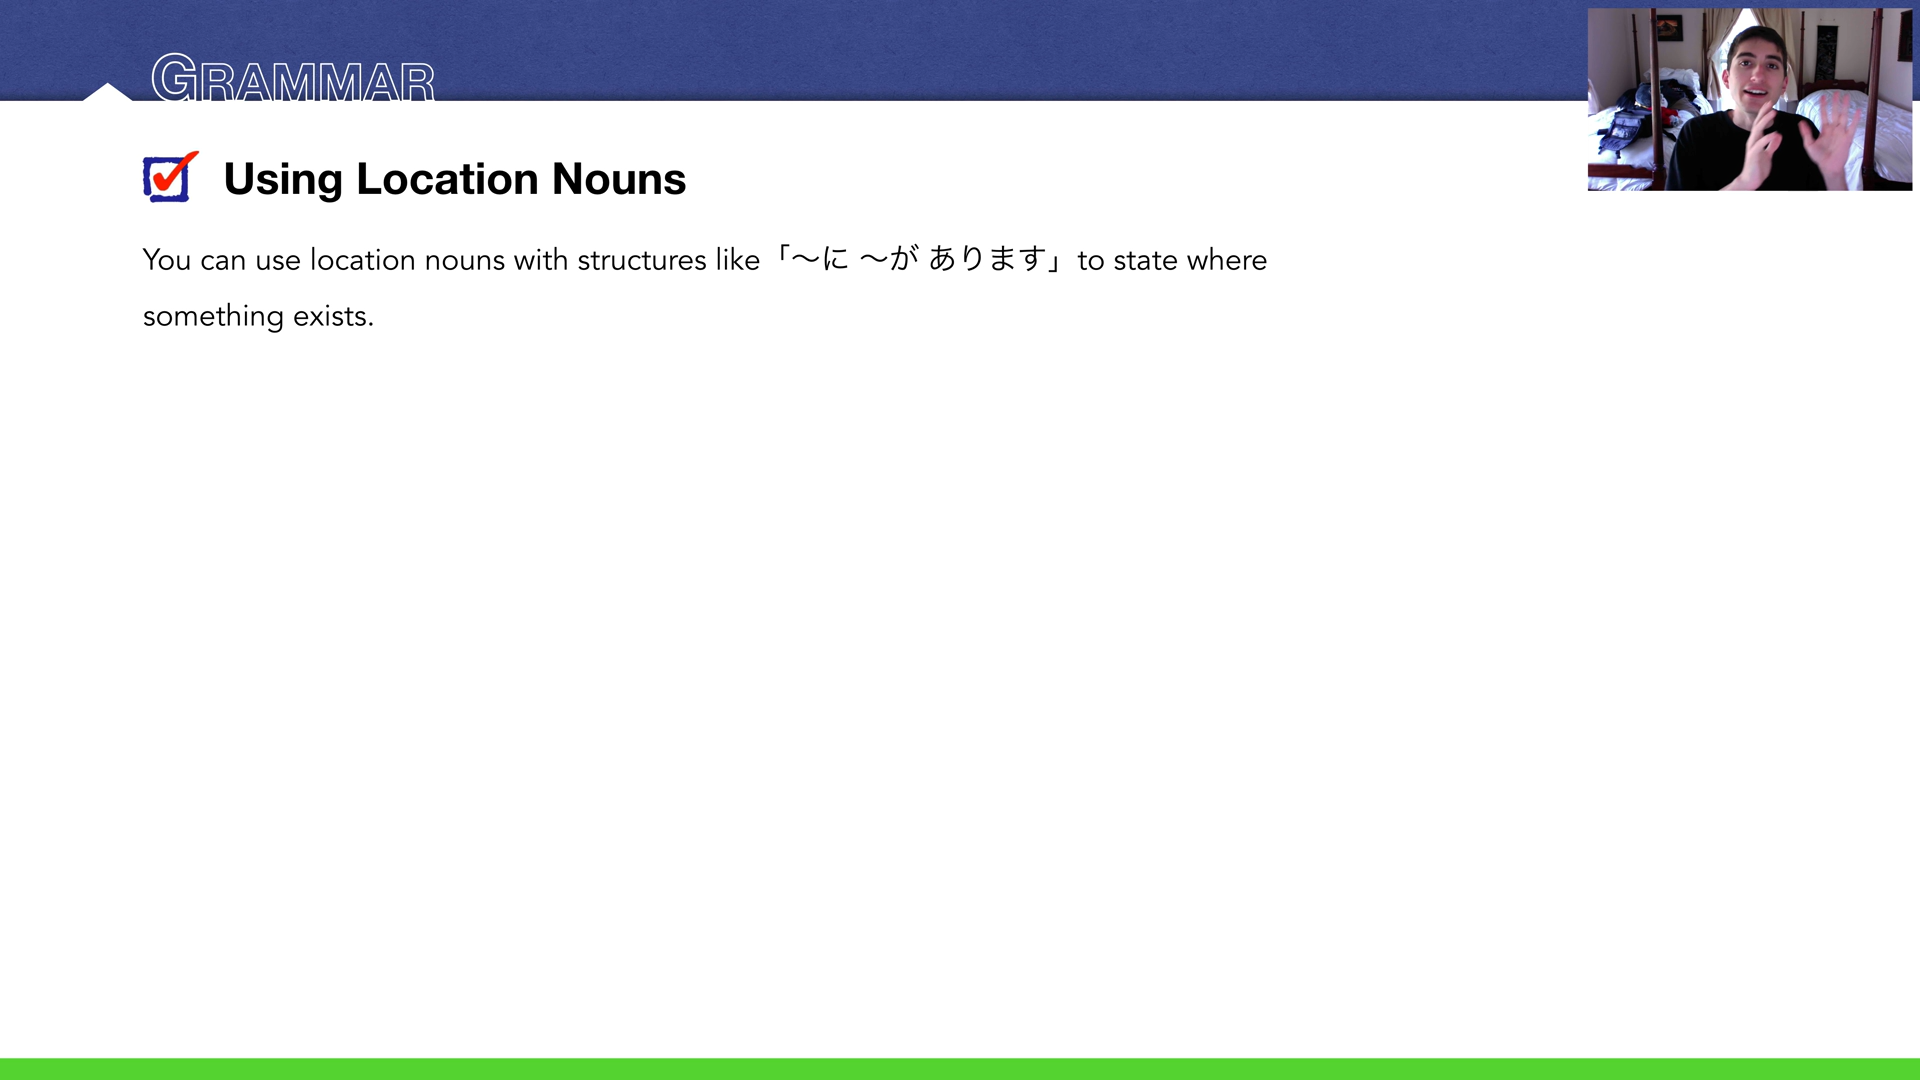 GRAMMAR
Using Location Nouns
You can use location nouns with structures like「〜に 〜が あります」to state where
something exists.